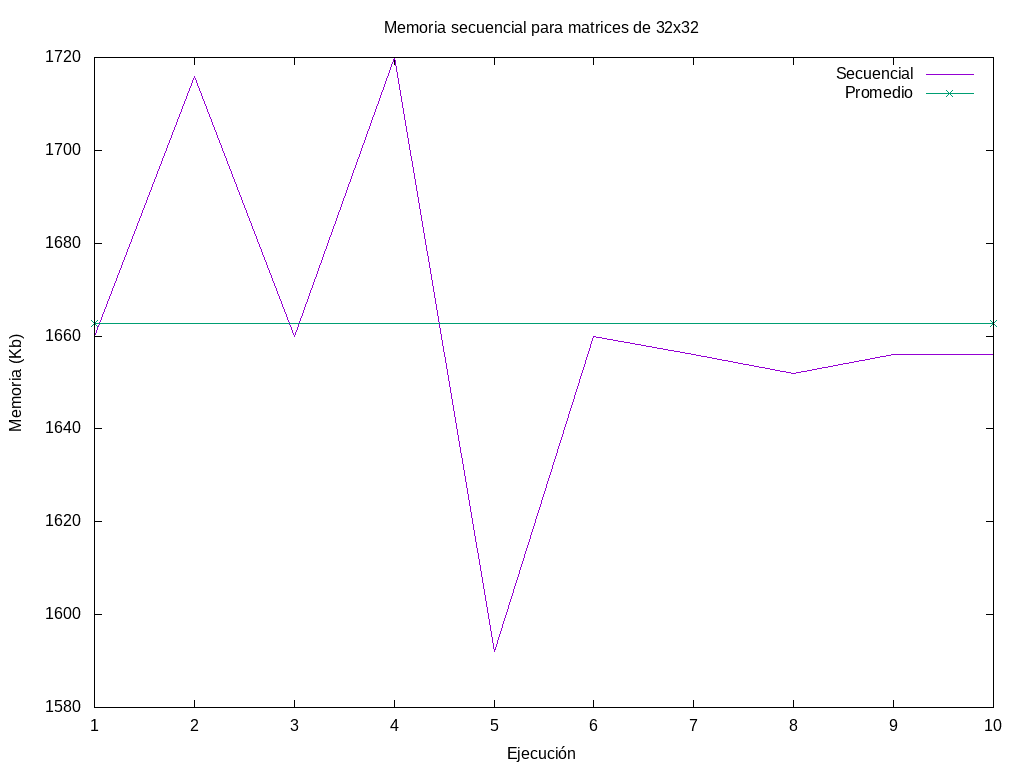 Memoria secuencial para matrices de 32x32
Secuencial
Promedio
1720
1700
1680
1660
1640
1620
1600
1580
Memoria (Kb)
1 2 3 4 5 6 7 8 9 10
Ejecución